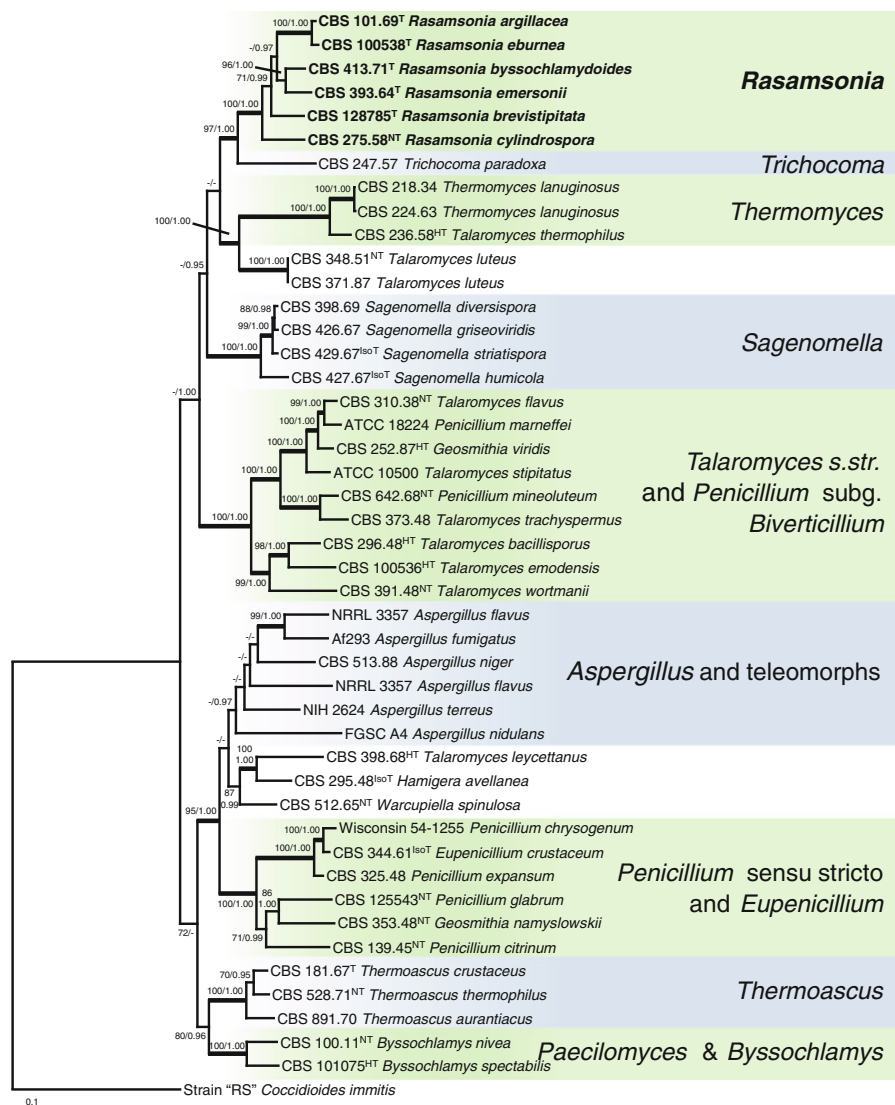 100/1.00 CBS 101.69ᵀ Rasamsonia argillacea
CBS 100538ᵀ Rasamsonia eburnea
-/0.97
96/1.00 CBS 413.71ᵀ Rasamsonia byssochlamydoides
71/0.99
CBS 393.64ᵀ Rasamsonia emersonii
Rasamsonia
100/1.00 CBS 128785ᵀ Rasamsonia brevistipitata
97/1.00 CBS 275.58ᴺᵀ Rasamsonia cylindrospora
CBS 247.57 Trichocoma paradoxa
Trichocoma
-/-
100/1.00 CBS 218.34 Thermomyces lanuginosus
CBS 224.63 Thermomyces lanuginosus
Thermomyces
100/1.00 CBS 236.58ᴴᵀ Talaromyces thermophilus
100/1.00 CBS 348.51ᴺᵀ Talaromyces luteus
-/0.95
CBS 371.87 Talaromyces luteus
88/0.98 CBS 398.69 Sagenomella diversispora
99/1.00 CBS 426.67 Sagenomella griseoviridis
100/1.00 CBS 429.67ᴵˢᵒᵀ Sagenomella striatispora
Sagenomella
CBS 427.67ᴵˢᵒᵀ Sagenomella humicola
-/1.00
99/1.00 CBS 310.38ᴺᵀ Talaromyces flavus
100/1.00 ATCC 18224 Penicillium marneffei
100/1.00 CBS 252.87ᴴᵀ Geosmithia viridis
100/1.00 ATCC 10500 Talaromyces stipitatus
Talaromyces s.str.
and Penicillium subg.
Biverticillium
100/1.00 CBS 642.68ᴺᵀ Penicillium mineoluteum
CBS 373.48 Talaromyces trachyspermus
100/1.00
98/1.00 CBS 296.48ᴴᵀ Talaromyces bacillisporus
CBS 100536ᴴᵀ Talaromyces emodensis
99/1.00 CBS 391.48ᴺᵀ Talaromyces wortmanii
99/1.00 NRRL 3357 Aspergillus flavus
-/- Af293 Aspergillus fumigatus
-/- CBS 513.88 Aspergillus niger
Aspergillus and teleomorphs
-/- NRRL 3357 Aspergillus flavus
-/0.97 NIH 2624 Aspergillus terreus
FGSC A4 Aspergillus nidulans
-/-
100
1.00
CBS 398.68ᴴᵀ Talaromyces leycettanus
CBS 295.48ᴵˢᵒᵀ Hamigera avellanea
87
0.99
CBS 512.65ᴺᵀ Warcupiella spinulosa
95/1.00
100/1.00 Wisconsin 54-1255 Penicillium chrysogenum
CBS 344.61ᴵˢᵒᵀ Eupenicillium crustaceum
CBS 325.48 Penicillium expansum
Penicillium sensu stricto
and Eupenicillium
100/1.00
86
1.00
CBS 125543ᴺᵀ Penicillium glabrum
CBS 353.48ᴺᵀ Geosmithia namyslowskii
71/0.99 CBS 139.45ᴺᵀ Penicillium citrinum
72/-
70/0.95 CBS 181.67ᵀ Thermoascus crustaceus
100/1.00 CBS 528.71ᴺᵀ Thermoascus thermophilus
Thermoascus
CBS 891.70 Thermoascus aurantiacus
80/0.96
100/1.00 CBS 100.11ᴺᵀ Byssochlamys nivea
CBS 101075ᴴᵀ Byssochlamys spectabilis
Paecilomyces & Byssochlamys
Strain “RS” Coccidioides immitis
0.1